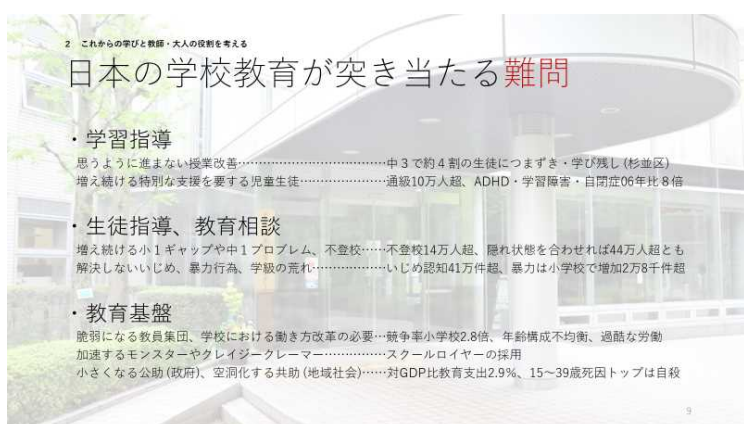 2 これからの学びと教師・大人の役割を考える
日本の学校教育が突き当たる難問
・学習指導
思うように進まない授業改善………………………………中3で約4割の生徒につまずき・学び残し(杉並区)
増え続ける特別な支援を要する児童生徒…………………通級10万人超、ADHD・学習障害・自閉症06年比8倍
・生徒指導、教育相談
増え続ける小1ギャップや中1プロブレム、不登校……不登校14万人超、隠れ状態を合わせれば44万人超とも
解決しないいじめ、暴力行為、学級の荒れ………………いじめ認知41万件超、暴力は小学校で増加2万8千件超
・教育基盤
脆弱になる教員集団、学校における働き方改革の必要…競争率小学校2.8倍、年齢構成不均衡、過酷な労働
加速するモンスターやクレイジークレーマー……………スクールロイヤーの採用
小さくなる公助(政府)、空洞化する共助(地域社会)……対GDP比教育支出2.9%、15〜39歳死因トップは自殺
9